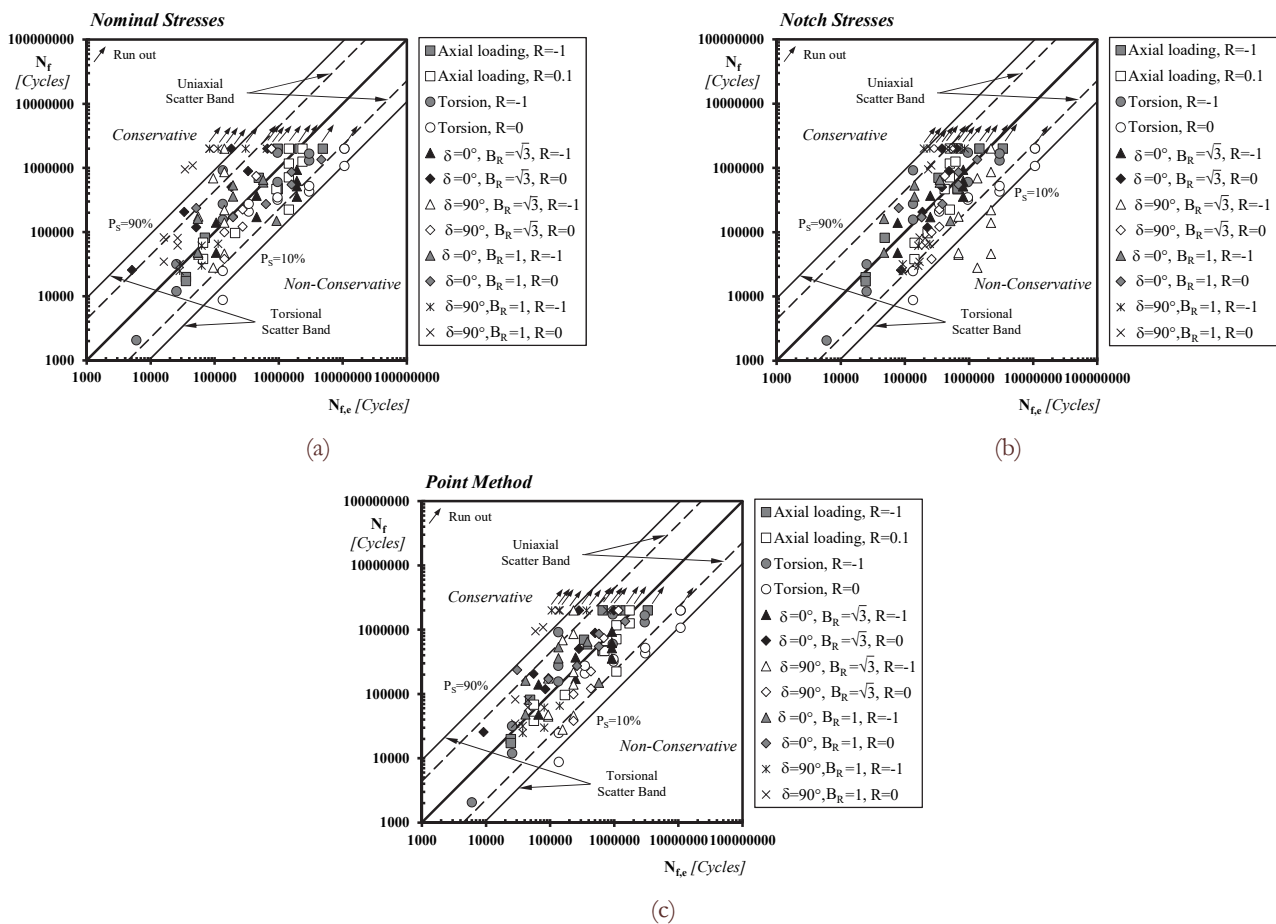 Nominal Stresses
100000000
10000000
1000000
100000
10000
1000
N_f
[Cycles]
Run out
Uniaxial
Scatter Band
Conservative
P_S=90%
P_S=10%
Non-Conservative
Torsional
Scatter Band
1000 10000 100000 1000000 10000000 100000000
N_f,e [Cycles]
Axial loading, R=-1
Axial loading, R=0.1
Torsion, R=-1
Torsion, R=0
δ=0°, B_R=√3, R=-1
δ=0°, B_R=√3, R=0
δ=90°, B_R=√3, R=-1
δ=90°, B_R=√3, R=0
δ=0°, B_R=1, R=-1
δ=0°, B_R=1, R=0
δ=90°,B_R=1, R=-1
δ=90°,B_R=1, R=0
(a)
Notch Stresses
100000000
10000000
1000000
100000
10000
1000
N_f
[Cycles]
Run out
Uniaxial
Scatter Band
Conservative
P_S=90%
P_S=10%
Non-Conservative
Torsional
Scatter Band
1000 10000 100000 1000000 10000000 100000000
N_f,e [Cycles]
Axial loading, R=-1
Axial loading, R=0.1
Torsion, R=-1
Torsion, R=0
δ=0°, B_R=√3, R=-1
δ=0°, B_R=√3, R=0
δ=90°, B_R=√3, R=-1
δ=90°, B_R=√3, R=0
δ=0°, B_R=1, R=-1
δ=0°, B_R=1, R=0
δ=90°,B_R=1, R=-1
δ=90°,B_R=1, R=0
(b)
Point Method
100000000
10000000
1000000
100000
10000
1000
N_f
[Cycles]
Run out
Uniaxial
Scatter Band
Conservative
P_S=90%
P_S=10%
Non-Conservative
Torsional
Scatter Band
1000 10000 100000 1000000 10000000 100000000
N_f,e [Cycles]
Axial loading, R=-1
Axial loading, R=0.1
Torsion, R=-1
Torsion, R=0
δ=0°, B_R=√3, R=-1
δ=0°, B_R=√3, R=0
δ=90°, B_R=√3, R=-1
δ=90°, B_R=√3, R=0
δ=0°, B_R=1, R=-1
δ=0°, B_R=1, R=0
δ=90°,B_R=1, R=-1
δ=90°,B_R=1, R=0
(c)